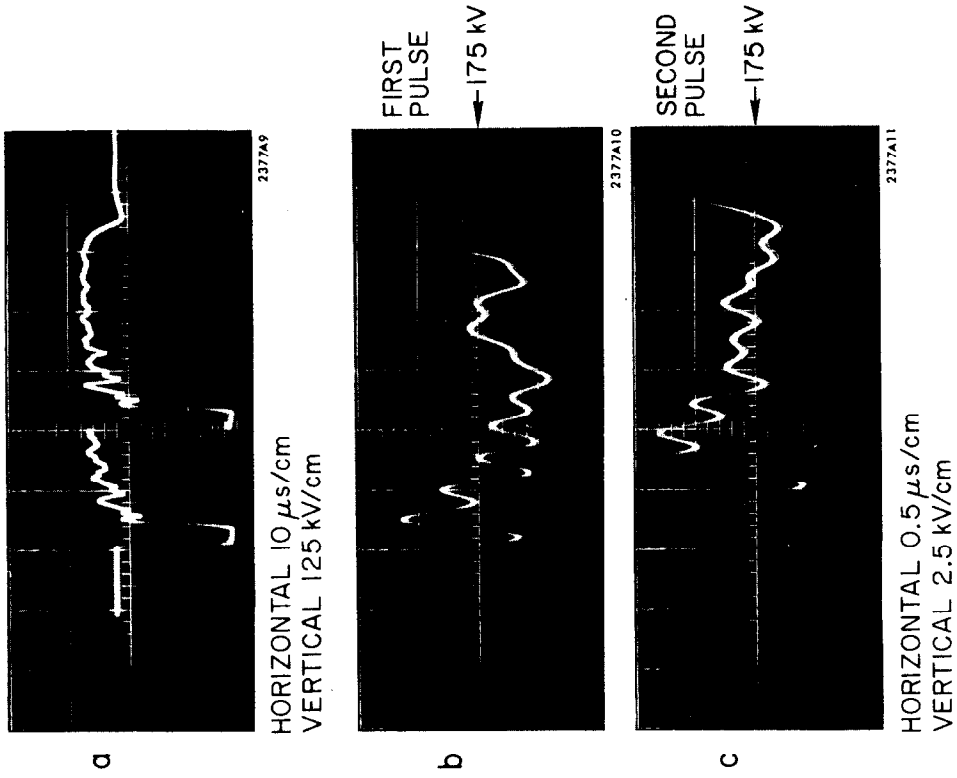 a
2377A9
HORIZONTAL 10 μs/cm
VERTICAL 125 kV/cm
b
FIRST
PULSE
-175 kV
2377A10
c
SECOND
PULSE
-175 kV
2377A11
HORIZONTAL 0.5 μs/cm
VERTICAL 2.5 kV/cm